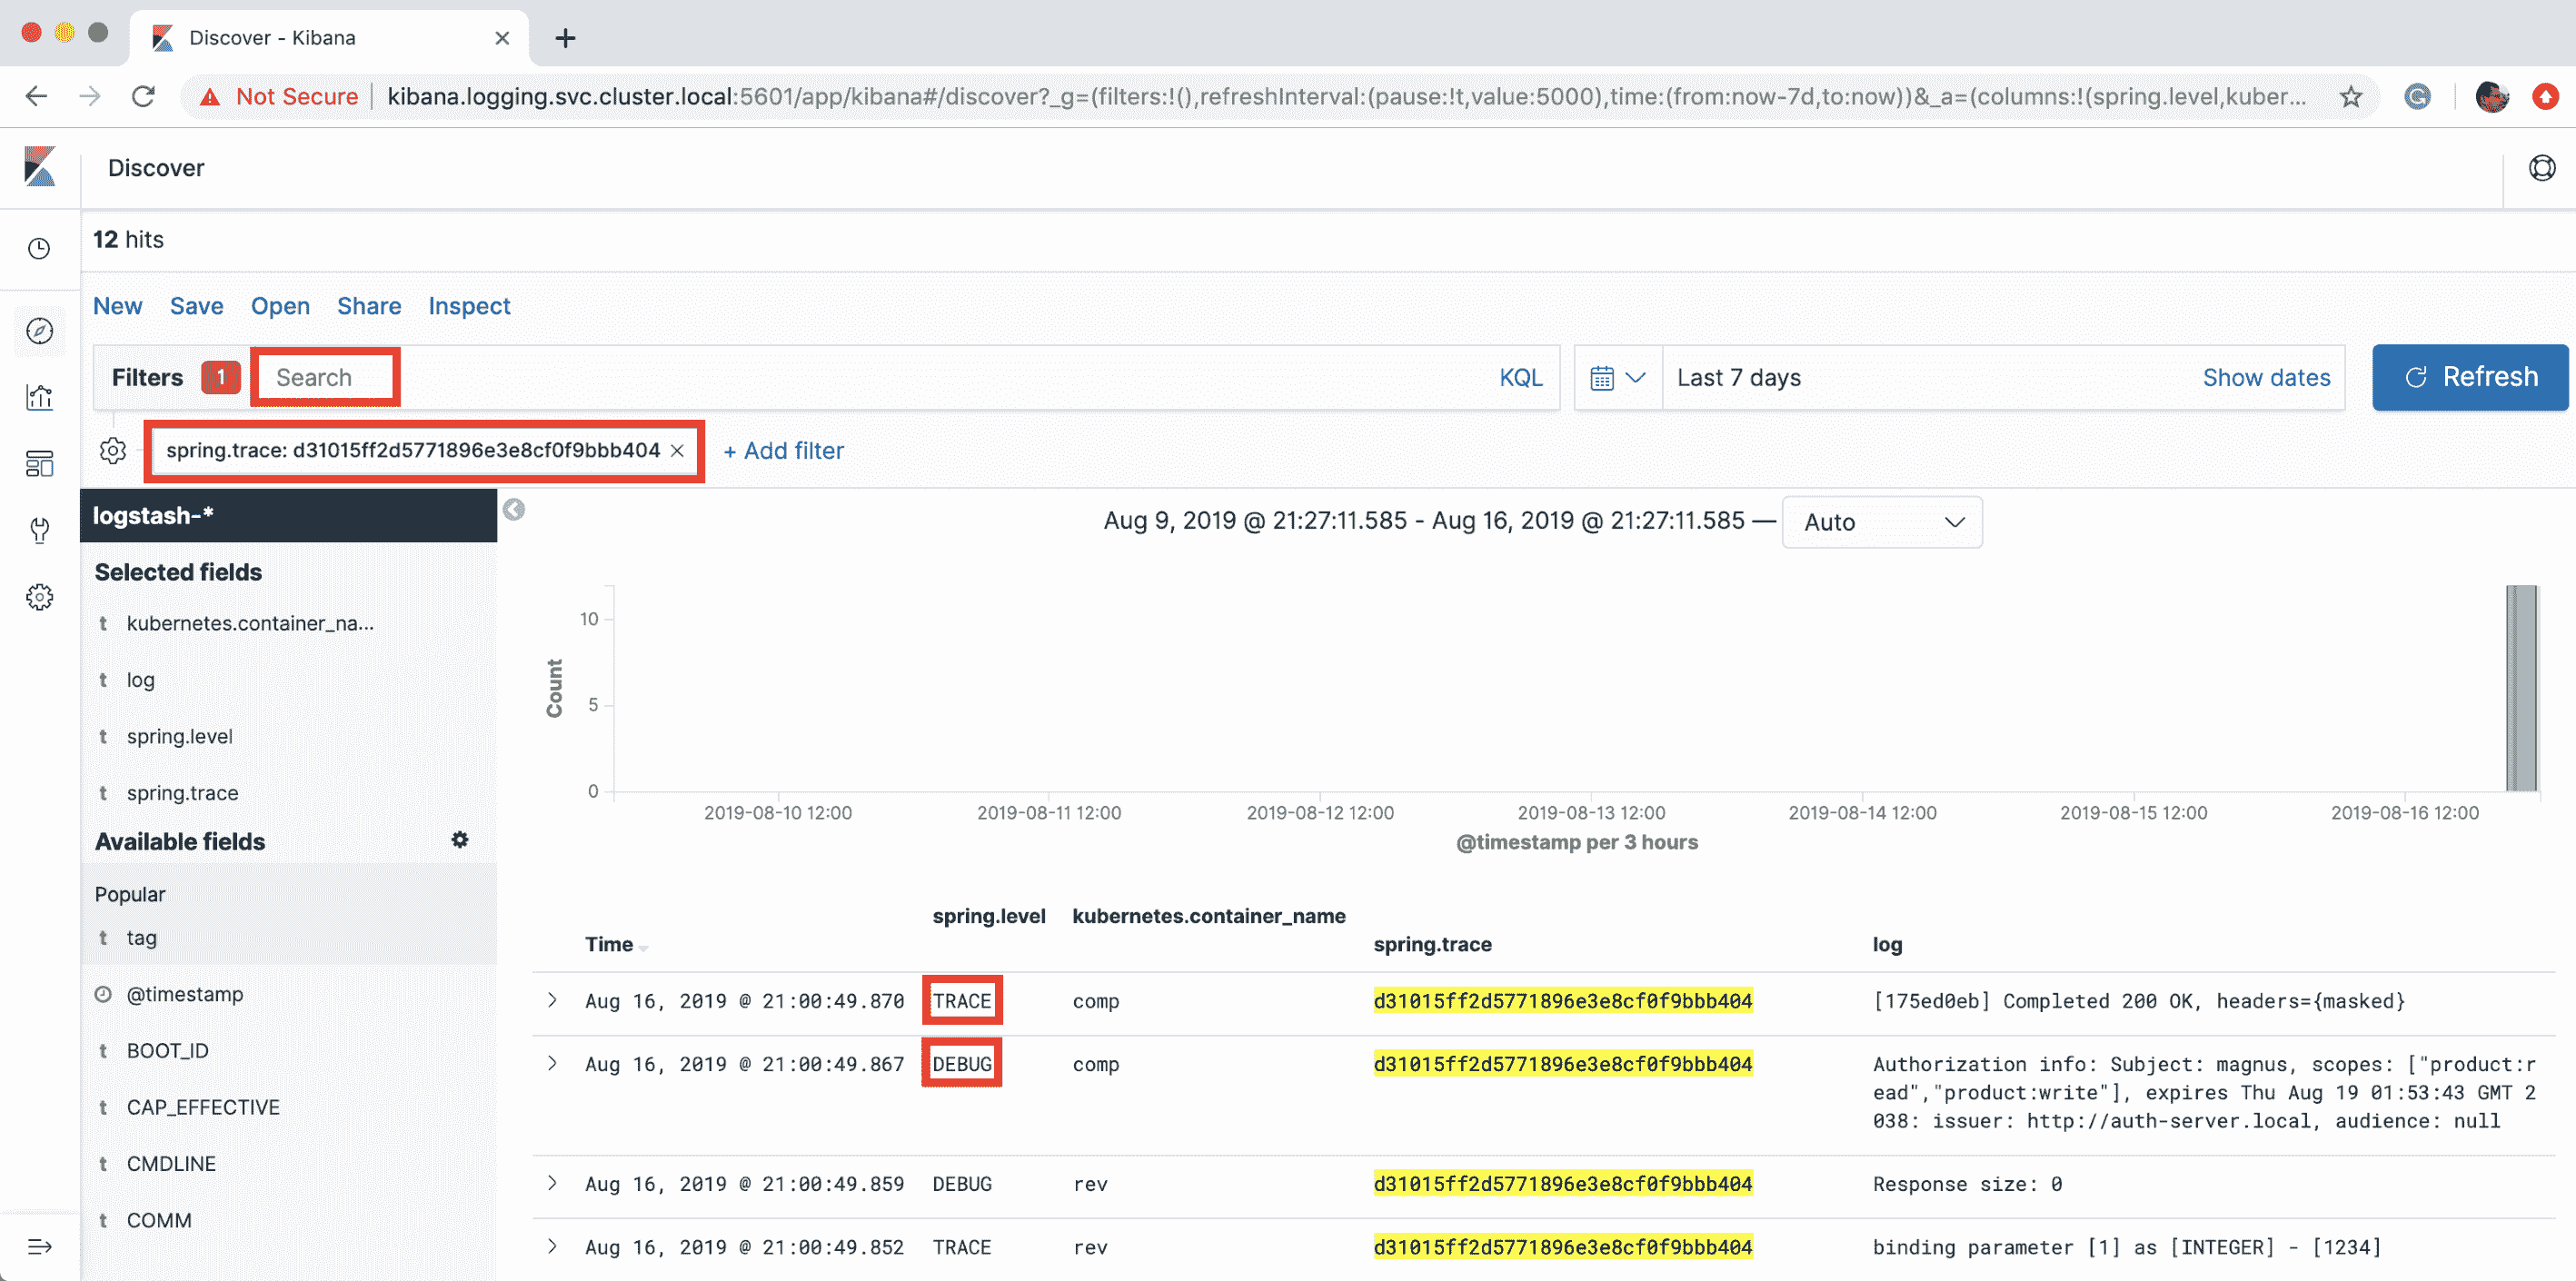 Discover - Kibana
Not Secure | kibana.logging.svc.cluster.local:5601/app/kibana#/discover?_g=(filters:!(),refreshInterval:(pause:!t,value:5000),time:(from:now-7d,to:now))&_a=(columns:!(spring.level,kuber...
Discover
12 hits
New Save Open Share Inspect
Filters 1 Search KQL Last 7 days Show dates Refresh
spring.trace: d31015ff2d5771896e3e8cf0f9bbb404 × + Add filter
logstash-*
Selected fields
t kubernetes.container_na...
t log
t spring.level
t spring.trace
Available fields
Popular
t tag
@timestamp
t BOOT_ID
t CAP_EFFECTIVE
t CMDLINE
t COMM
Aug 9, 2019 @ 21:27:11.585 - Aug 16, 2019 @ 21:27:11.585 — Auto
Count
10
5
0
2019-08-10 12:00 2019-08-11 12:00 2019-08-12 12:00 2019-08-13 12:00 2019-08-14 12:00 2019-08-15 12:00 2019-08-16 12:00
@timestamp per 3 hours
Time spring.level kubernetes.container_name spring.trace log
Aug 16, 2019 @ 21:00:49.870 TRACE comp d31015ff2d5771896e3e8cf0f9bbb404 [175ed0eb] Completed 200 OK, headers={masked}
Aug 16, 2019 @ 21:00:49.867 DEBUG comp d31015ff2d5771896e3e8cf0f9bbb404 Authorization info: Subject: magnus, scopes: ["product:r
ead","product:write"], expires Thu Aug 19 01:53:43 GMT 2
038: issuer: http://auth-server.local, audience: null
Aug 16, 2019 @ 21:00:49.859 DEBUG rev d31015ff2d5771896e3e8cf0f9bbb404 Response size: 0
Aug 16, 2019 @ 21:00:49.852 TRACE rev d31015ff2d5771896e3e8cf0f9bbb404 binding parameter [1] as [INTEGER] - [1234]